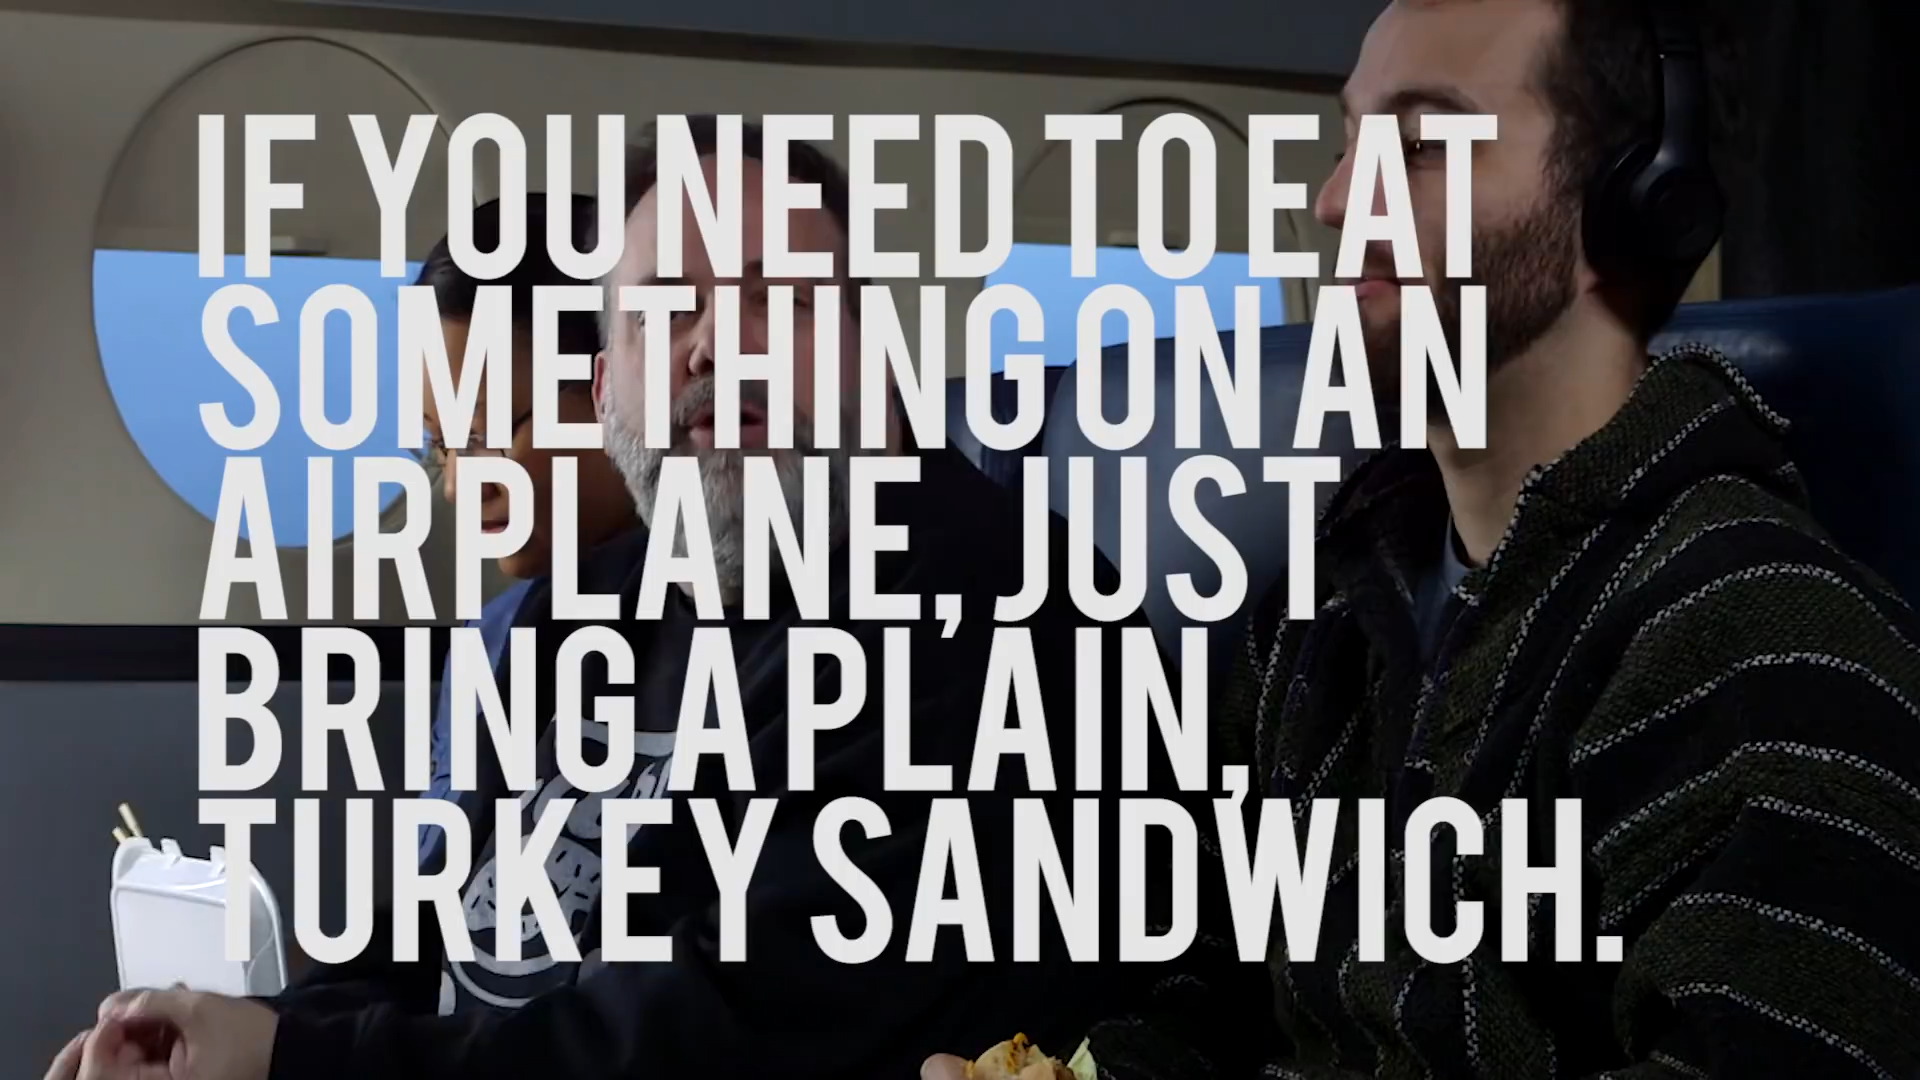 IF YOU NEED TO EAT
SOMETHING ON AN
AIRPLANE, JUST
BRING A PLAIN,
TURKEY SANDWICH.